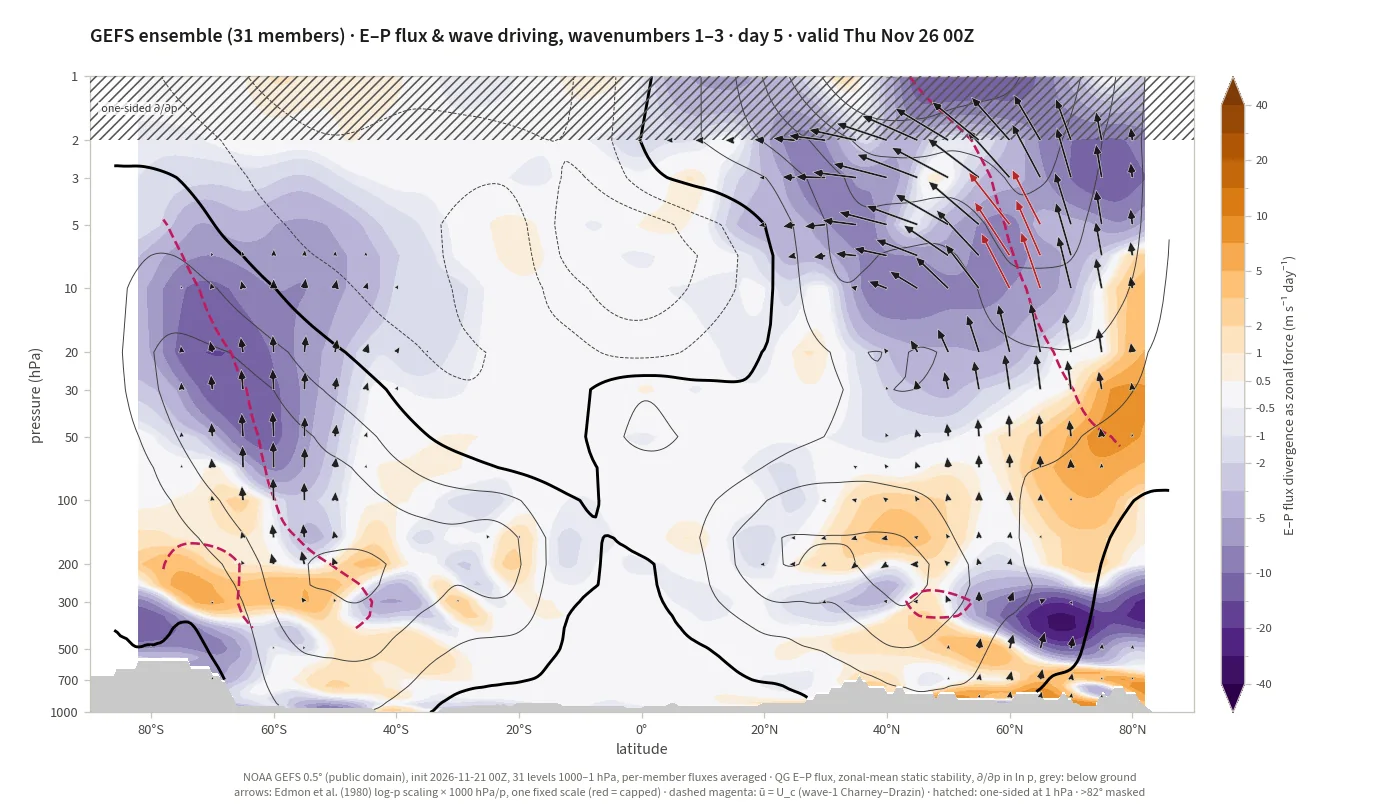 GEFS ensemble (31 members) · E–P flux & wave driving, wavenumbers 1–3 · day 5 · valid Thu Nov 26 00Z
one-sided ∂/∂p
pressure (hPa)
1
2
3
5
10
20
30
50
100
200
300
500
700
1000
80°S
60°S
40°S
20°S
0°
20°N
40°N
60°N
80°N
latitude
40
20
10
5
2
1
0.5
-0.5
-1
-2
-5
-10
-20
-40
E–P flux divergence as zonal force (m s⁻¹ day⁻¹)
NOAA GEFS 0.5° (public domain), init 2026-11-21 00Z, 31 levels 1000–1 hPa, per-member fluxes averaged · QG E–P flux, zonal-mean static stability, ∂/∂p in ln p, grey: below ground
arrows: Edmon et al. (1980) log-p scaling × 1000 hPa/p, one fixed scale (red = capped) · dashed magenta: ū = U_c (wave-1 Charney–Drazin) · hatched: one-sided at 1 hPa · >82° masked